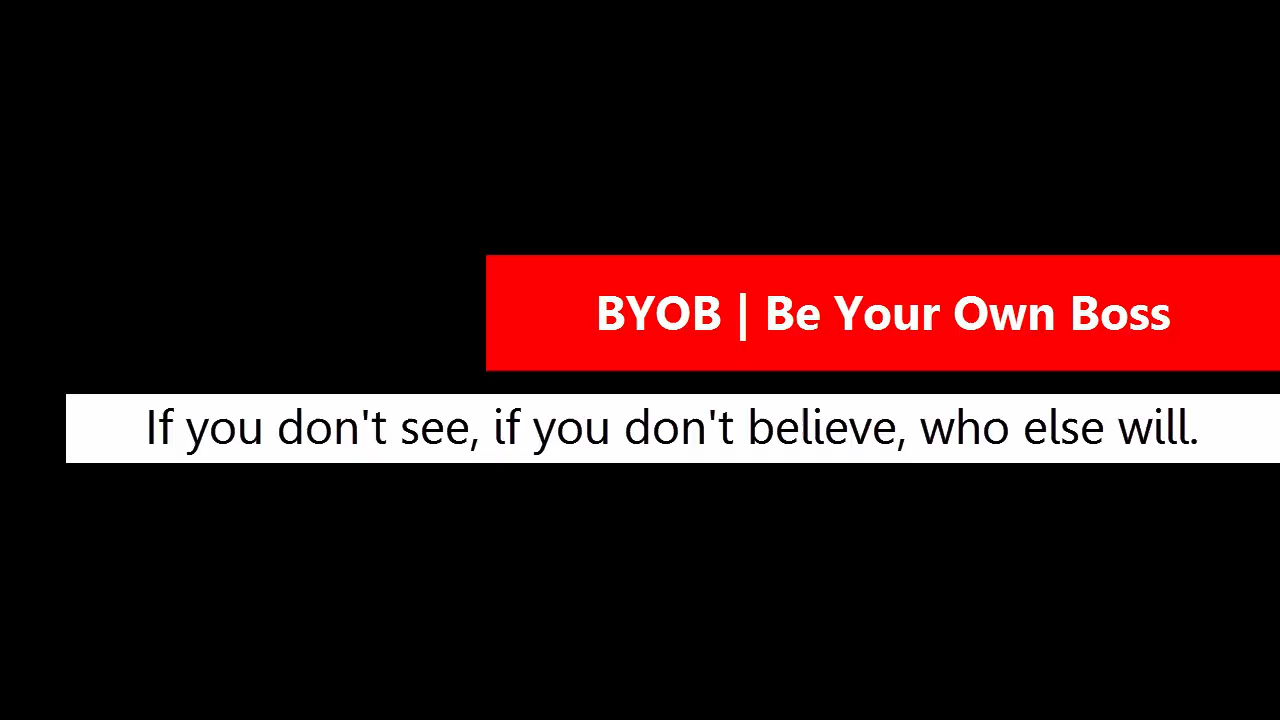 BYOB | Be Your Own Boss
If you don't see, if you don't believe, who else will.